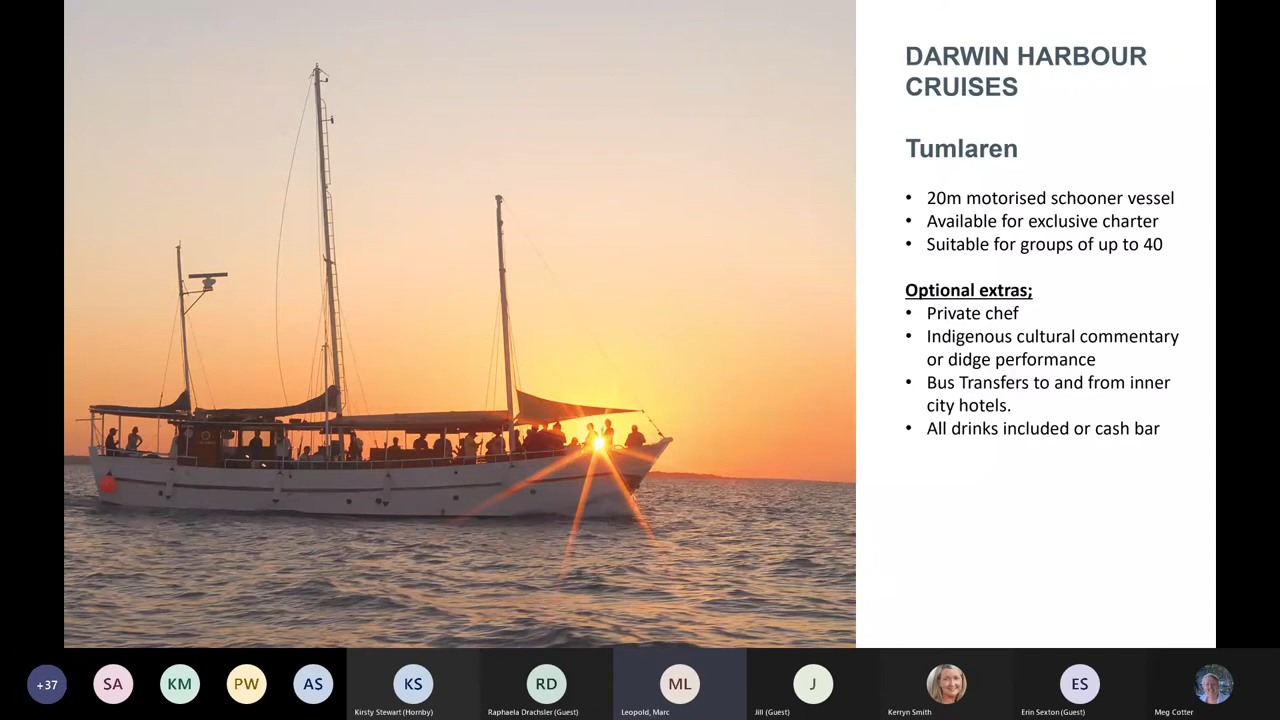 DARWIN HARBOUR
CRUISES
Tumlaren
• 20m motorised schooner vessel
• Available for exclusive charter
• Suitable for groups of up to 40
Optional extras;
• Private chef
• Indigenous cultural commentary
or didge performance
• Bus Transfers to and from inner
city hotels.
• All drinks included or cash bar
+37
SA
KM
PW
AS
KS
RD
ML
J
ES
Kirsty Stewart (Hornby)
Raphaela Drachsler (Guest)
Leopold, Marc
Jill (Guest)
Kerryn Smith
Erin Sexton (Guest)
Meg Cotter